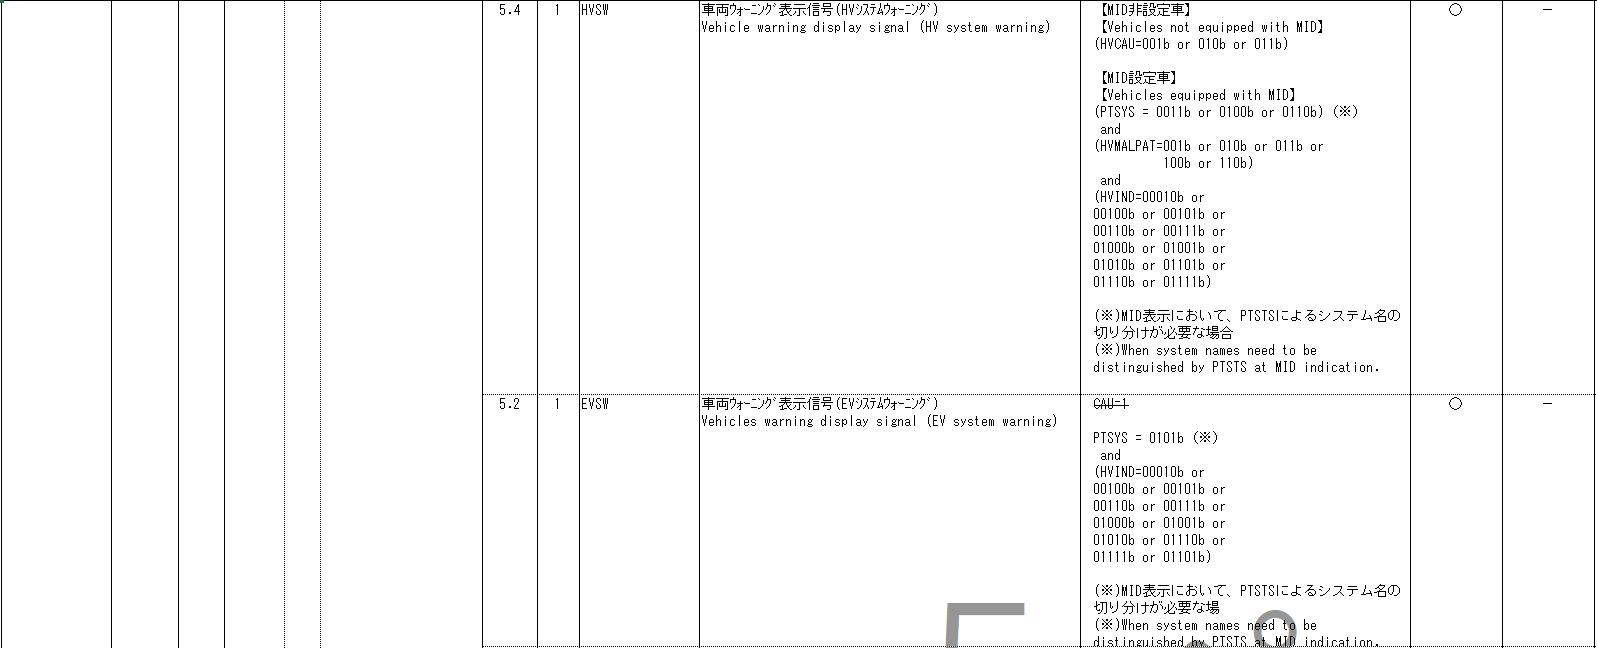 5.4 1 HVSW 車両ｳｫｰﾆﾝｸﾞ表示信号(HVｼｽﾃﾑｳｫｰﾆﾝｸﾞ)
Vehicle warning display signal (HV system warning)
【MID非設定車】 ○ －
【Vehicles not equipped with MID】
(HVCAU=001b or 010b or 011b)
【MID設定車】
【Vehicles equipped with MID】
(PTSYS = 0011b or 0100b or 0110b) (※)
and
(HVMALPAT=001b or 010b or 011b or
100b or 110b)
and
(HVIND=00010b or
00100b or 00101b or
00110b or 00111b or
01000b or 01001b or
01010b or 01101b or
01110b or 01111b)
(※)MID表示において、PTSTSによるシステム名の
切り分けが必要な場合
(※)When system names need to be
distinguished by PTSTS at MID indication.
5.2 1 EVSW 車両ｳｫｰﾆﾝｸﾞ表示信号(EVｼｽﾃﾑｳｫｰﾆﾝｸﾞ)
Vehicles warning display signal (EV system warning)
CAU=1 ○ －
PTSYS = 0101b (※)
and
(HVIND=00010b or
00100b or 00101b or
00110b or 00111b or
01000b or 01001b or
01010b or 01110b or
01111b or 01101b)
(※)MID表示において、PTSTSによるシステム名の
切り分けが必要な場
(※)When system names need to be
distinguished by PTSTS at MID indication.